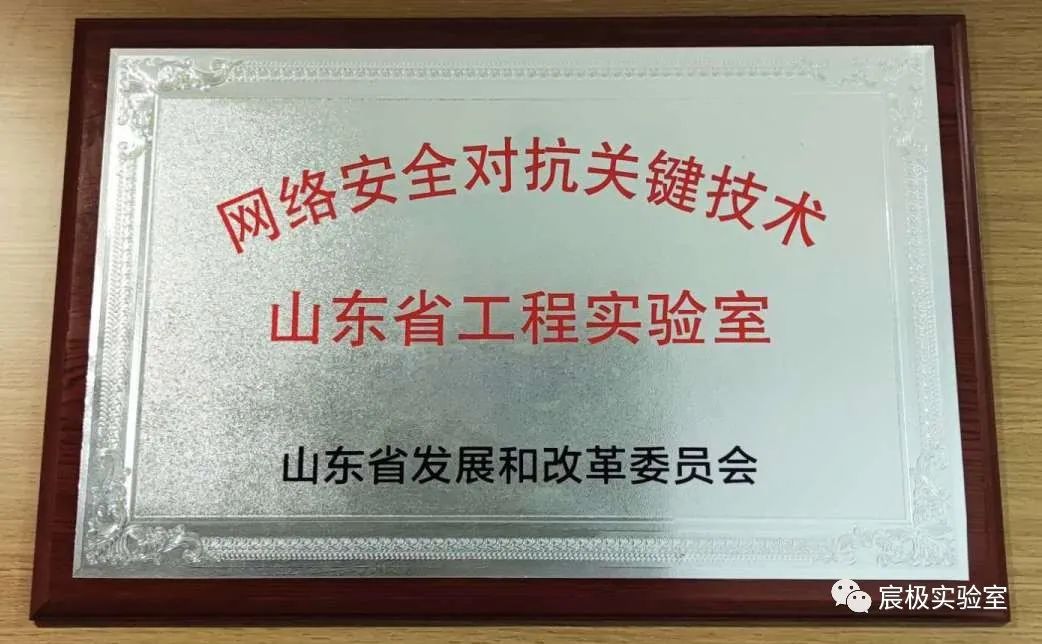 网络安全对抗关键技术
山东省工程实验室
山东省发展和改革委员会
宸极实验室